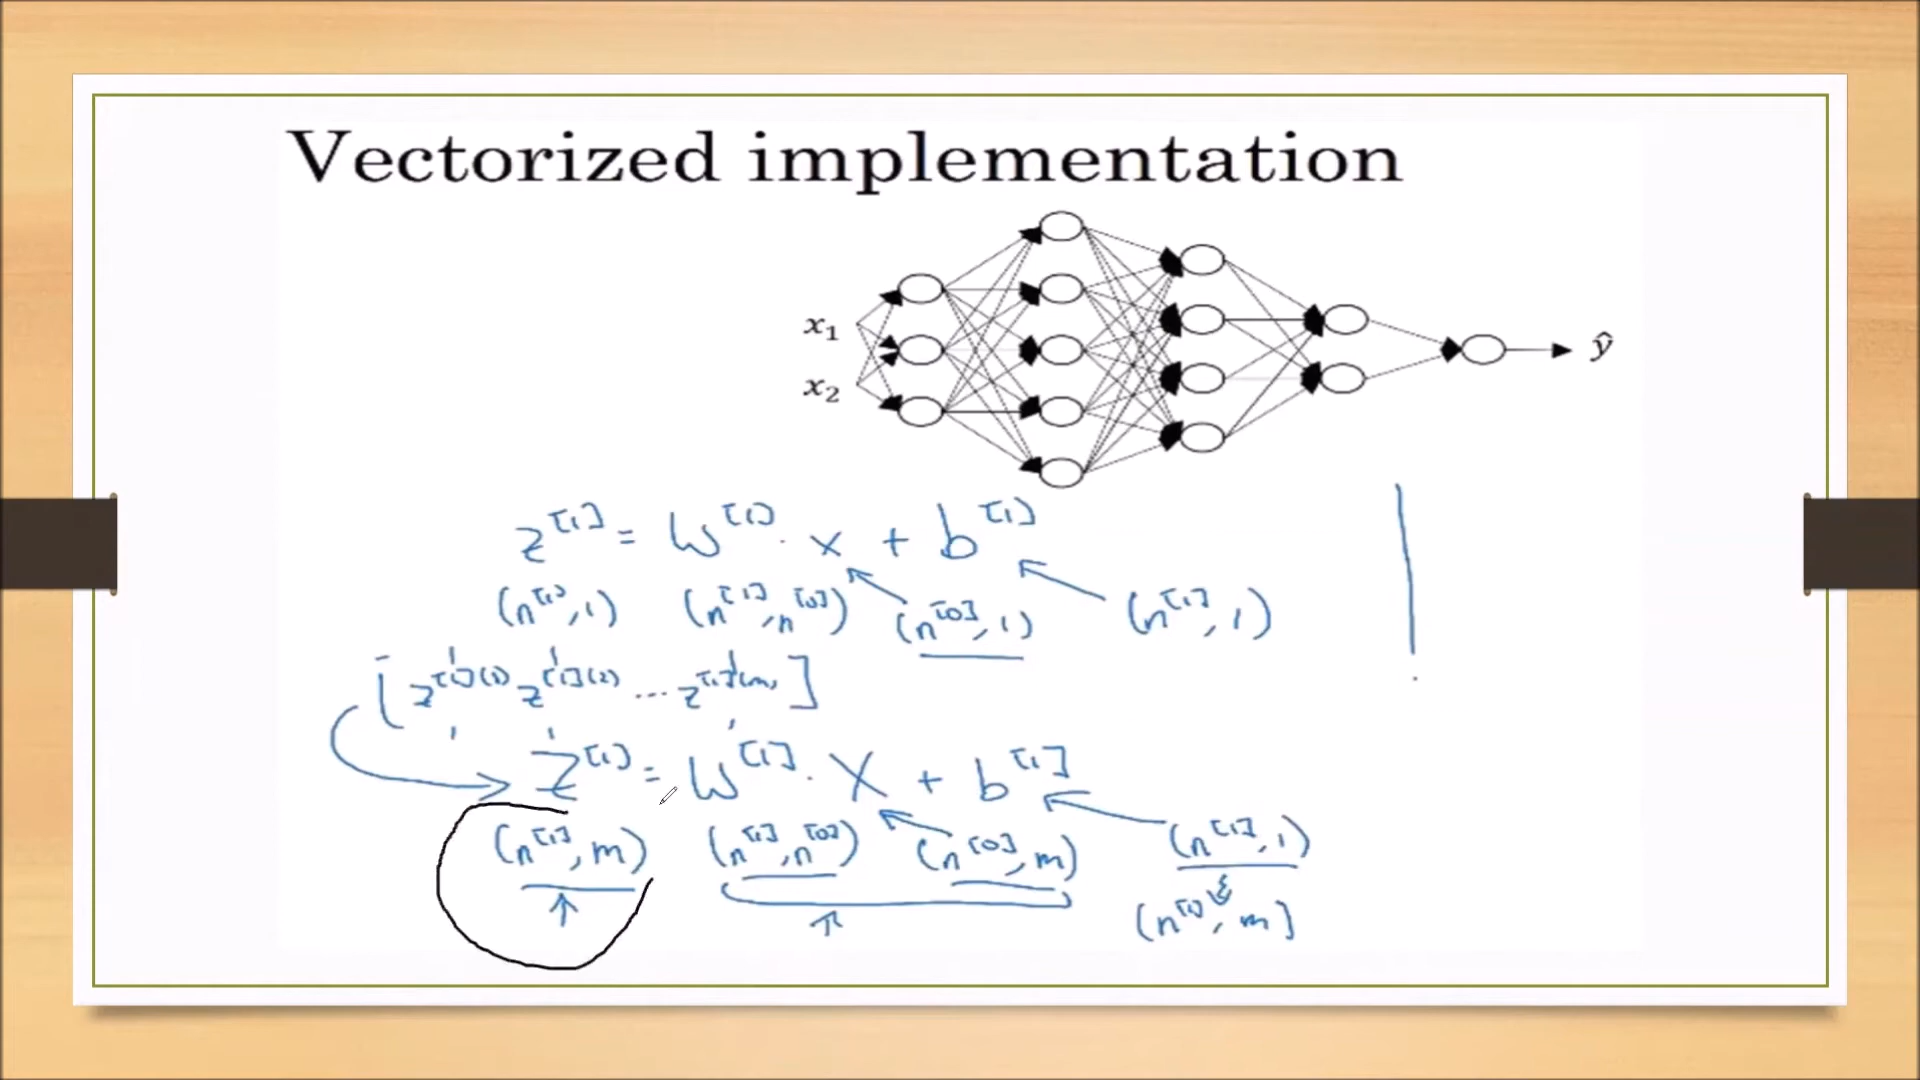 Vectorized implementation
x₁
x₂
ŷ
z^[1] = W^[1] · x + b^[1]
(n^[1], 1) (n^[1], n^[0]) (n^[0], 1) (n^[1], 1)
[z^[1](1) z^[1](2) ... z^[1](m)]
Z^[1] = W^[1] · X + b^[1]
(n^[1], m) (n^[1], n^[0]) (n^[0], m) (n^[1], 1)
(n^[1], m)